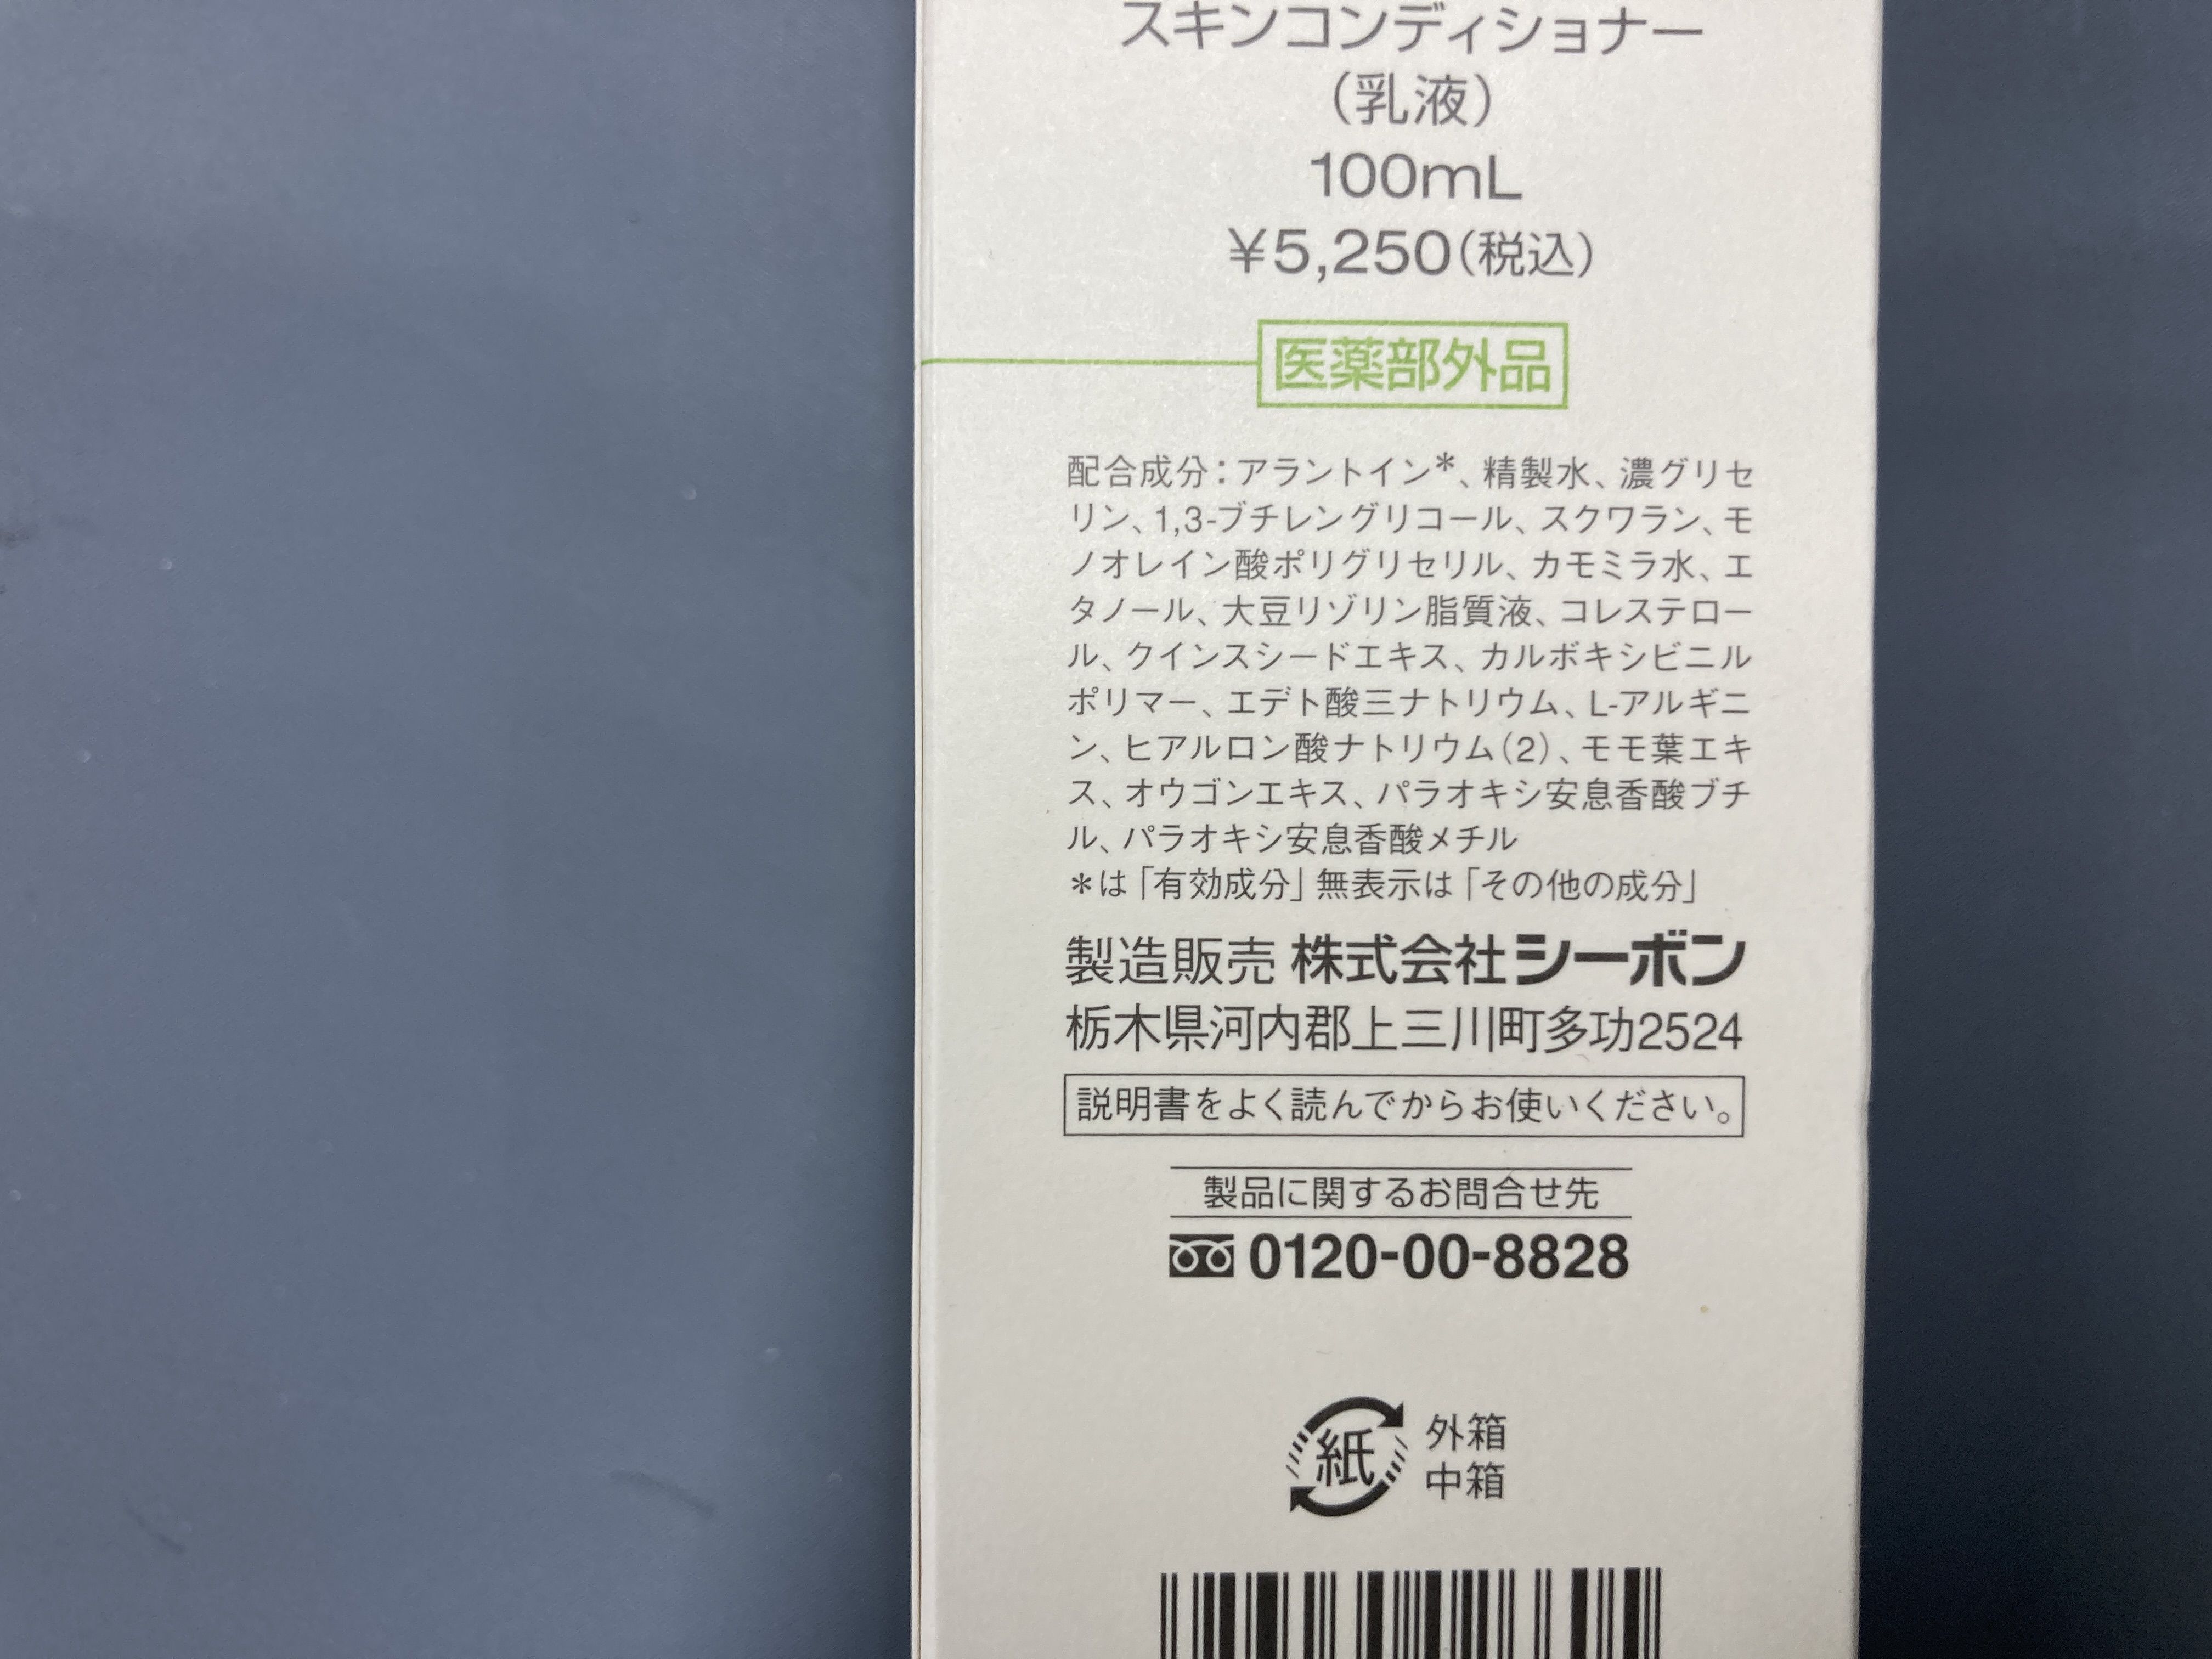 スキンコンディショナー
（乳液）
100mL
¥5,250（税込）
医薬部外品
配合成分：アラントイン＊、精製水、濃グリセ
リン、1,3-ブチレングリコール、スクワラン、モ
ノオレイン酸ポリグリセリル、カモミラ水、エ
タノール、大豆リゾリン脂質液、コレステロー
ル、クインスシードエキス、カルボキシビニル
ポリマー、エデト酸三ナトリウム、L-アルギニ
ン、ヒアルロン酸ナトリウム（2）、モモ葉エキ
ス、オウゴンエキス、パラオキシ安息香酸ブチ
ル、パラオキシ安息香酸メチル
＊は「有効成分」無表示は「その他の成分」
製造販売 株式会社シーボン
栃木県河内郡上三川町多功2524
説明書をよく読んでからお使いください。
製品に関するお問合せ先
0120-00-8828
紙 外箱
中箱